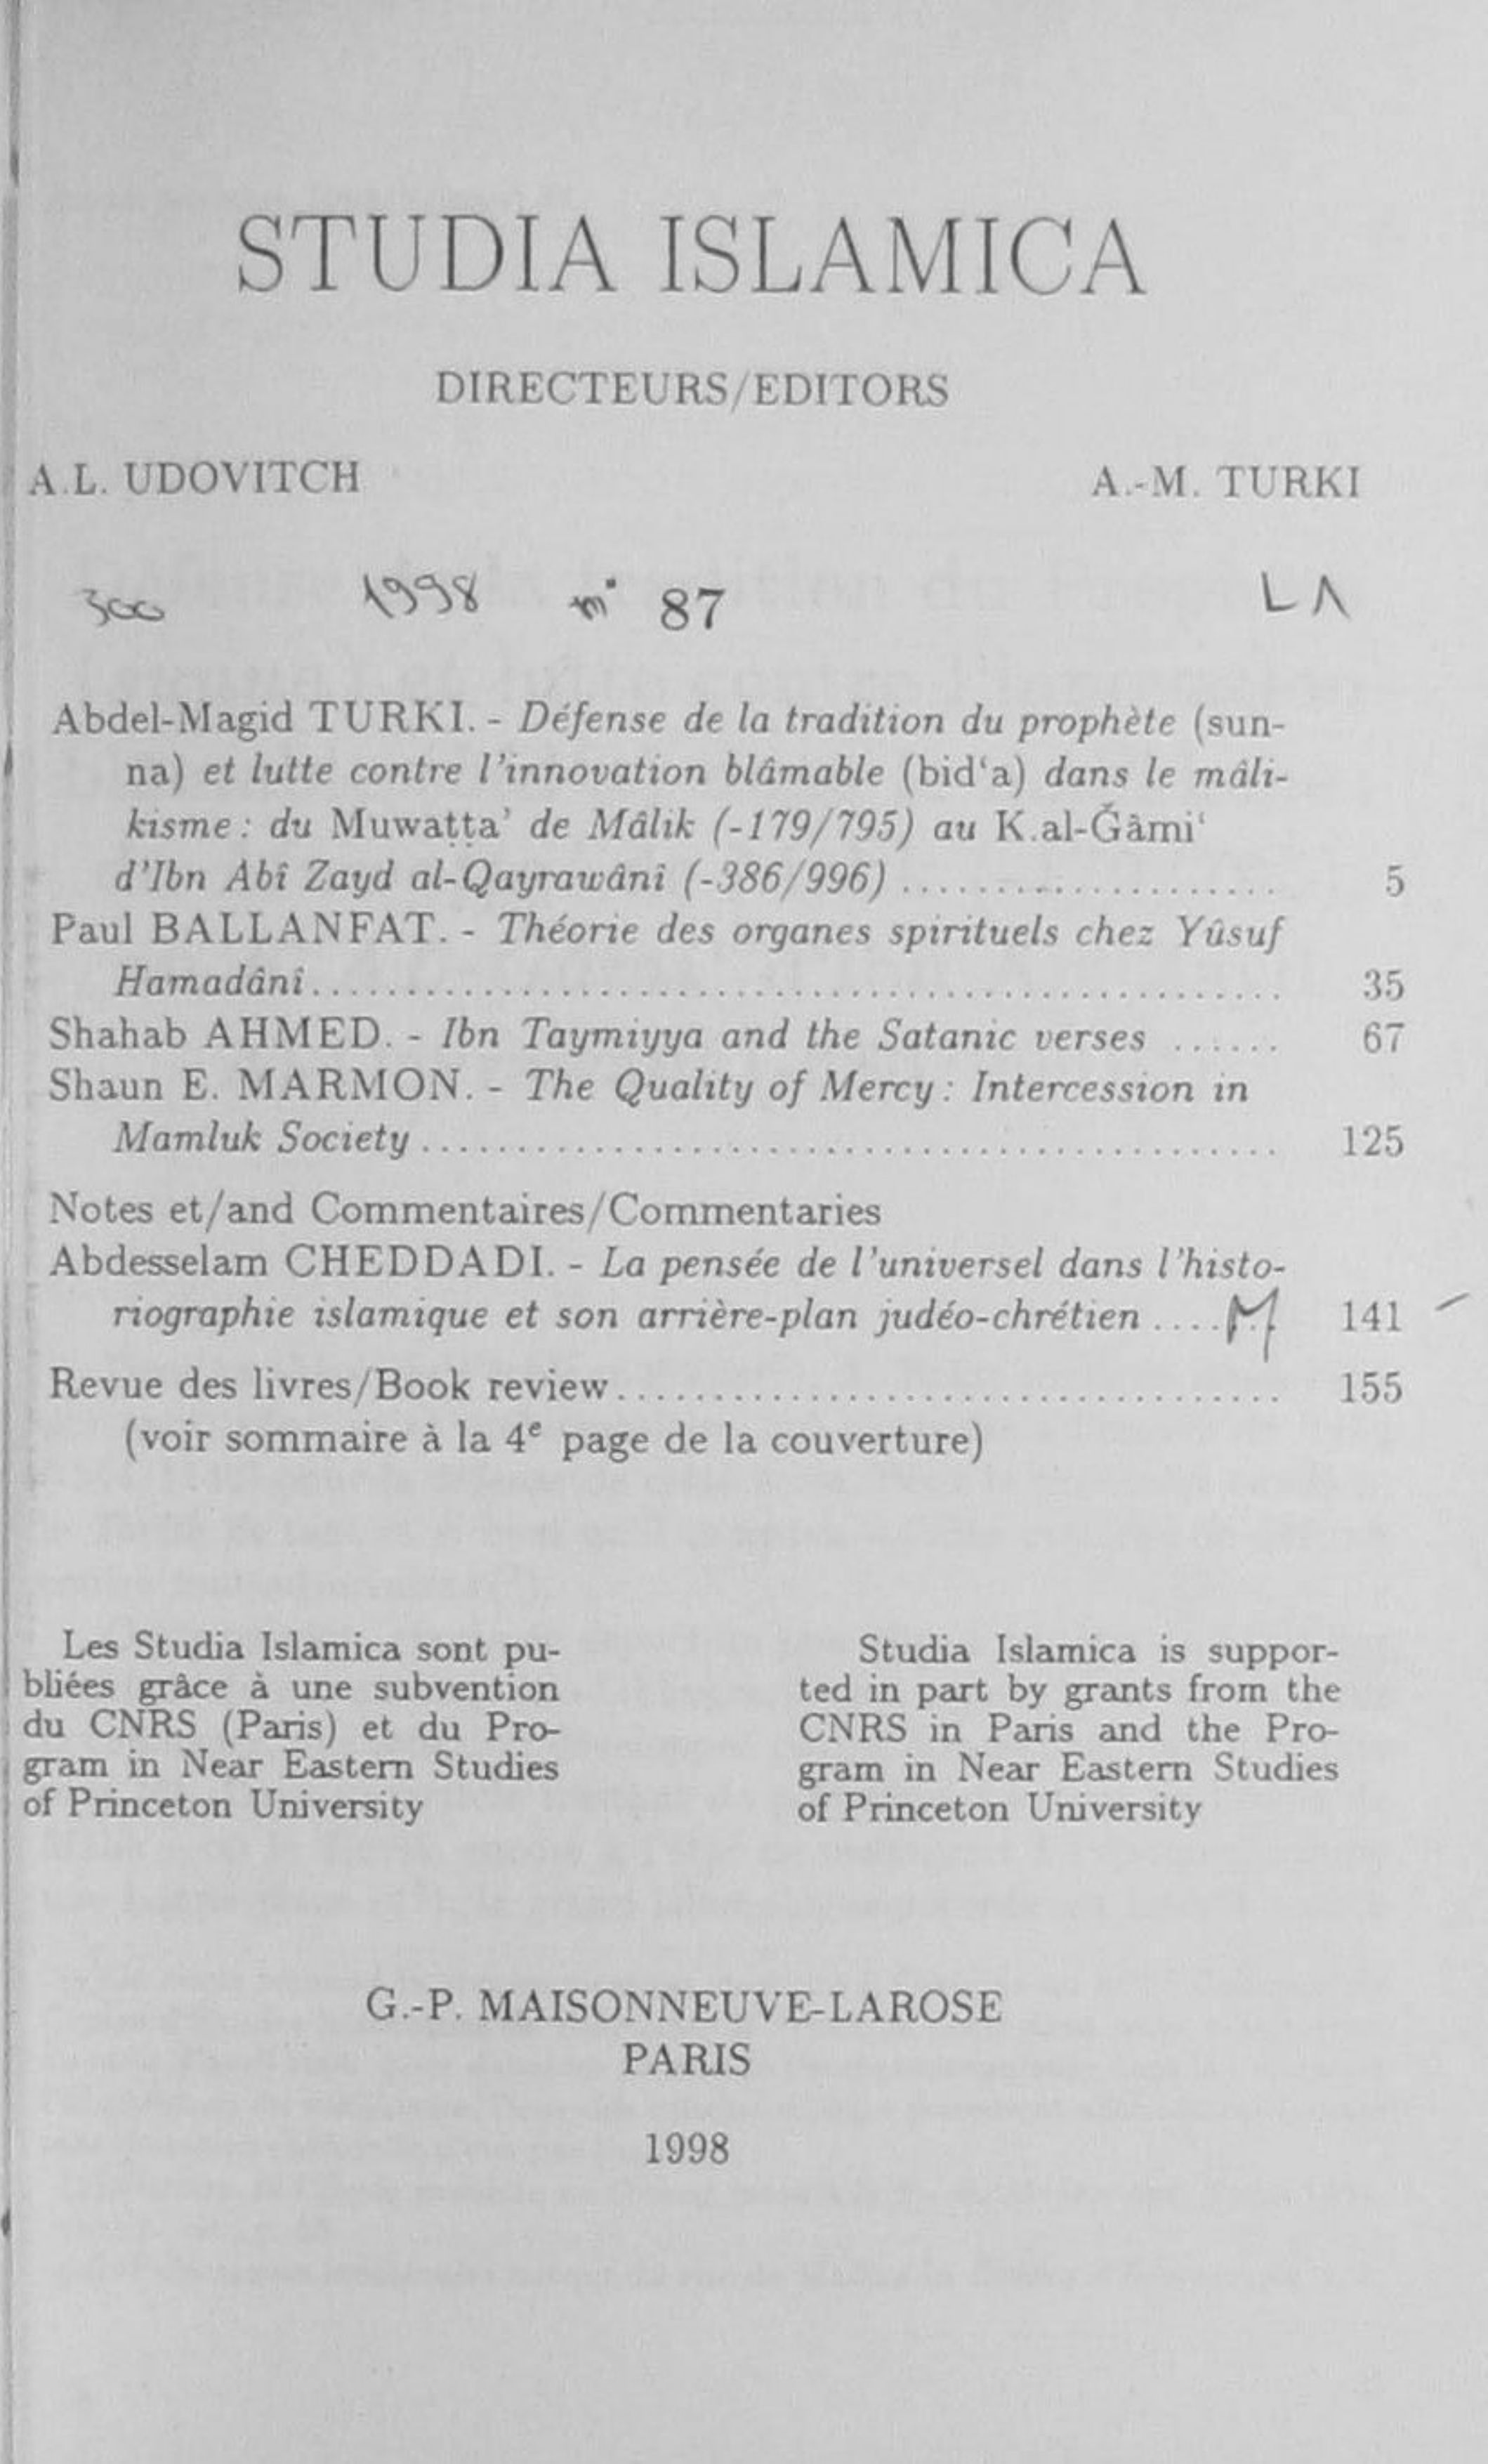 STUDIA ISLAMICA
DIRECTEURS/EDITORS
A.L. UDOVITCH A.-M. TURKI
300 1998 n° 87 LA
Abdel-Magid TURKI. - Défense de la tradition du prophète (sun-
na) et lutte contre l'innovation blâmable (bid‘a) dans le mâli-
kisme : du Muwaṭṭa’ de Mâlik (-179/795) au K.al-Ǧâmi‘
d'Ibn Abî Zayd al-Qayrawânî (-386/996) .................... 5
Paul BALLANFAT. - Théorie des organes spirituels chez Yûsuf
Hamadânî................................................... 35
Shahab AHMED. - Ibn Taymiyya and the Satanic verses ...... 67
Shaun E. MARMON. - The Quality of Mercy : Intercession in
Mamluk Society ............................................. 125
Notes et/and Commentaires/Commentaries
Abdesselam CHEDDADI. - La pensée de l'universel dans l'histo-
riographie islamique et son arrière-plan judéo-chrétien .... M 141
Revue des livres/Book review.................................. 155
(voir sommaire à la 4e page de la couverture)
Les Studia Islamica sont pu-
bliées grâce à une subvention
du CNRS (Paris) et du Pro-
gram in Near Eastern Studies
of Princeton University
Studia Islamica is suppor-
ted in part by grants from the
CNRS in Paris and the Pro-
gram in Near Eastern Studies
of Princeton University
G.-P. MAISONNEUVE-LAROSE
PARIS
1998